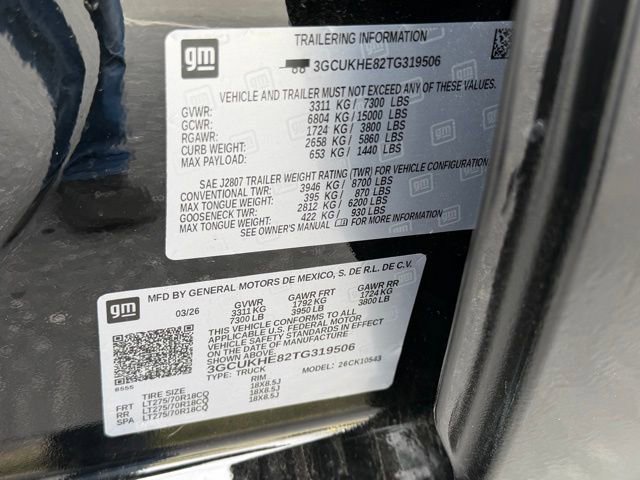 gm
TRAILERING INFORMATION
3GCUKHE82TG319506
VEHICLE AND TRAILER MUST NOT EXCEED ANY OF THESE VALUES.
GVWR: 3311 KG / 7300 LBS
GCWR: 6804 KG / 15000 LBS
RGAWR: 1724 KG / 3800 LBS
CURB WEIGHT: 2658 KG / 5860 LBS
MAX PAYLOAD: 653 KG / 1440 LBS
SAE J2807 TRAILER WEIGHT RATING (TWR) FOR VEHICLE CONFIGURATION
CONVENTIONAL TWR: 3946 KG / 8700 LBS
MAX TONGUE WEIGHT: 395 KG / 870 LBS
GOOSENECK TWR: 2812 KG / 6200 LBS
MAX TONGUE WEIGHT: 422 KG / 930 LBS
SEE OWNER'S MANUAL gm
gm
MFD BY GENERAL MOTORS DE MEXICO, S. DE R.L. DE C.V.
03/26 GVWR GAWR FRT GAWR RR
3311 KG 1792 KG 1724 KG
7300 LB 3950 LB 3800 LB
THIS VEHICLE CONFORMS TO ALL
APPLICABLE U.S. FEDERAL MOTOR
VEHICLE SAFETY STANDARDS IN EFFECT
ON THE DATE OF MANUFACTURE
SHOWN ABOVE.
3GCUKHE82TG319506
TYPE: TRUCK MODEL: 26CK10543
TIRE SIZE RIM
FRT LT275/70R18CQ 18X8.5J
RR LT275/70R18CQ 18X8.5J
SPA LT275/70R18CQ 18X8.5J